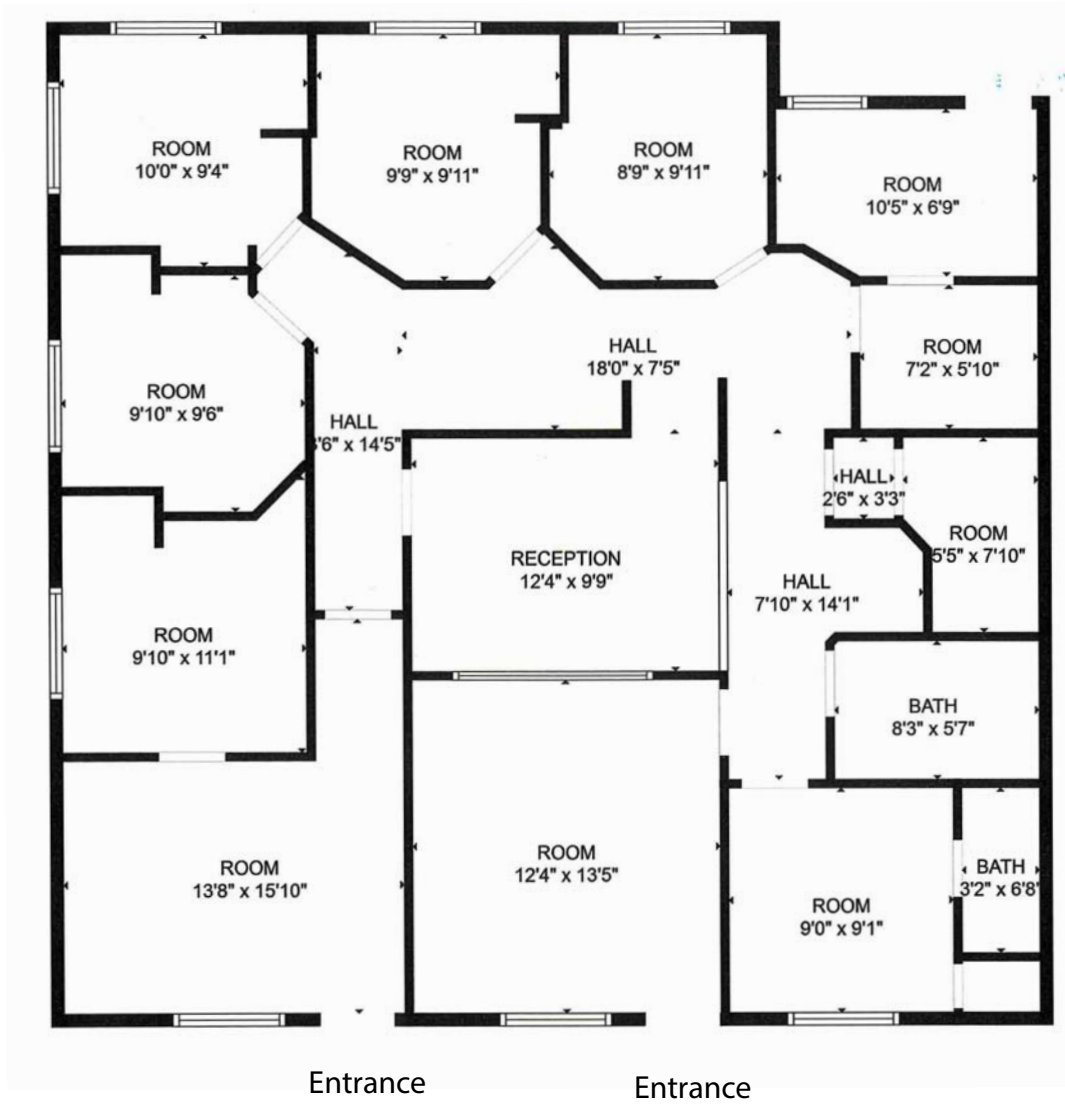 ROOM
10'0" x 9'4"
ROOM
9'9" x 9'11"
ROOM
8'9" x 9'11"
ROOM
10'5" x 6'9"
HALL
18'0" x 7'5"
ROOM
7'2" x 5'10"
ROOM
9'10" x 9'6"
HALL
'6" x 14'5"
HALL
2'6" x 3'3"
ROOM
5'5" x 7'10"
RECEPTION
12'4" x 9'9"
HALL
7'10" x 14'1"
ROOM
9'10" x 11'1"
BATH
8'3" x 5'7"
ROOM
13'8" x 15'10"
ROOM
12'4" x 13'5"
BATH
3'2" x 6'8"
ROOM
9'0" x 9'1"
Entrance
Entrance